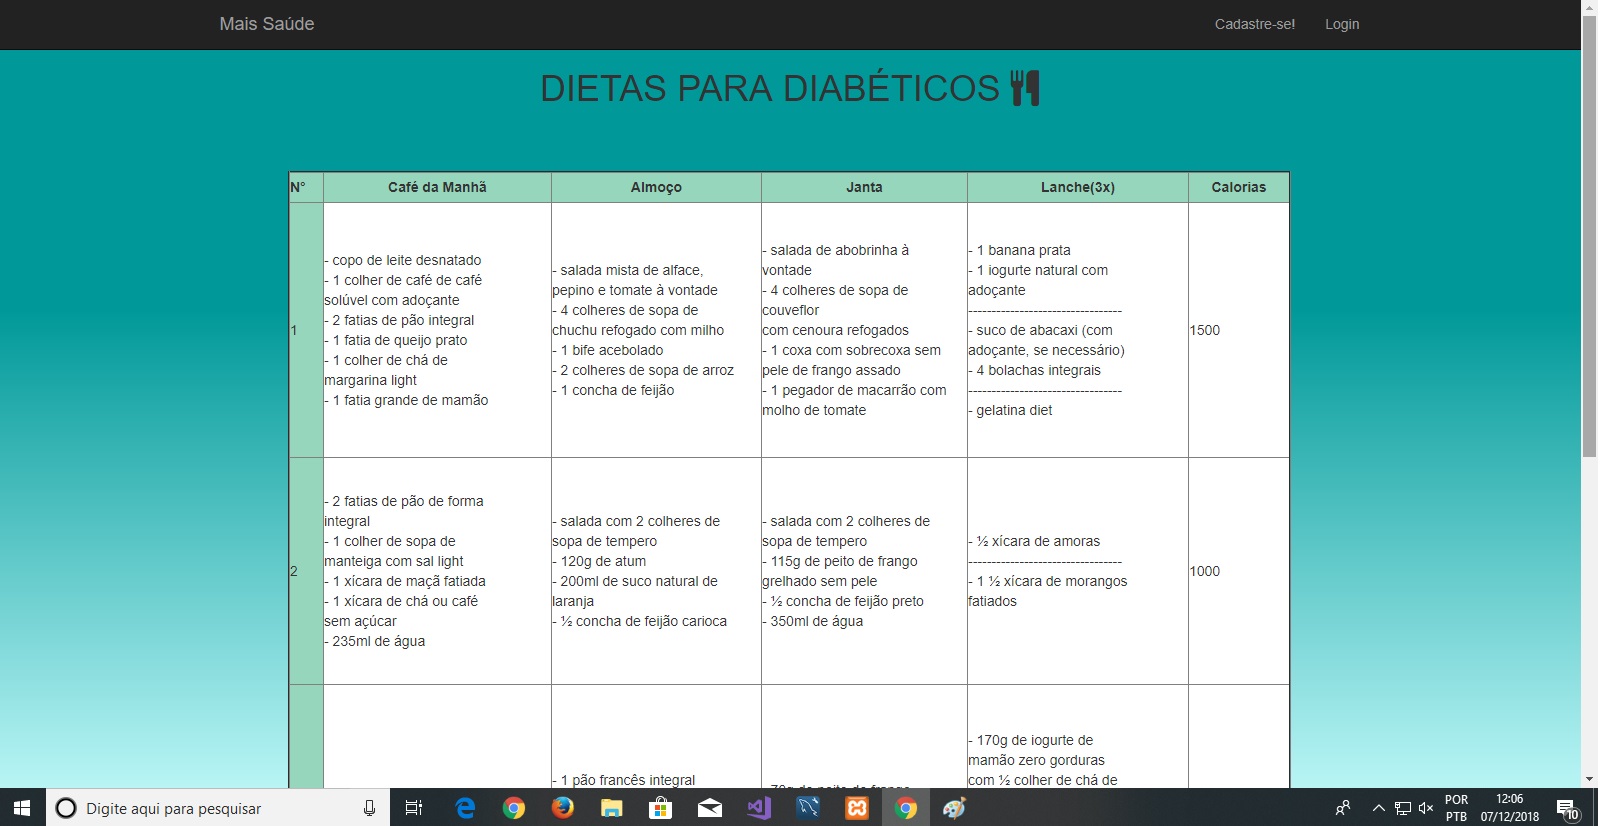 Mais Saúde
Cadastre-se!
Login
DIETAS PARA DIABÉTICOS
N°
Café da Manhã
Almoço
Janta
Lanche(3x)
Calorias
1
- copo de leite desnatado
- 1 colher de café de café
solúvel com adoçante
- 2 fatias de pão integral
- 1 fatia de queijo prato
- 1 colher de chá de
margarina light
- 1 fatia grande de mamão
- salada mista de alface,
pepino e tomate à vontade
- 4 colheres de sopa de
chuchu refogado com milho
- 1 bife acebolado
- 2 colheres de sopa de arroz
- 1 concha de feijão
- salada de abobrinha à
vontade
- 4 colheres de sopa de
couveflor
com cenoura refogados
- 1 coxa com sobrecoxa sem
pele de frango assado
- 1 pegador de macarrão com
molho de tomate
- 1 banana prata
- 1 iogurte natural com
adoçante
--------------------------------
- suco de abacaxi (com
adoçante, se necessário)
- 4 bolachas integrais
--------------------------------
- gelatina diet
1500
2
- 2 fatias de pão de forma
integral
- 1 colher de sopa de
manteiga com sal light
- 1 xícara de maçã fatiada
- 1 xícara de chá ou café
sem açúcar
- 235ml de água
- salada com 2 colheres de
sopa de tempero
- 120g de atum
- 200ml de suco natural de
laranja
- ½ concha de feijão carioca
- salada com 2 colheres de
sopa de tempero
- 115g de peito de frango
grelhado sem pele
- ½ concha de feijão preto
- 350ml de água
- ½ xícara de amoras
--------------------------------
- 1 ½ xícara de morangos
fatiados
1000
- 1 pão francês integral
- 170g de iogurte de
mamão zero gorduras
com ½ colher de chá de
Digite aqui para pesquisar
POR
PTB
12:06
07/12/2018
10